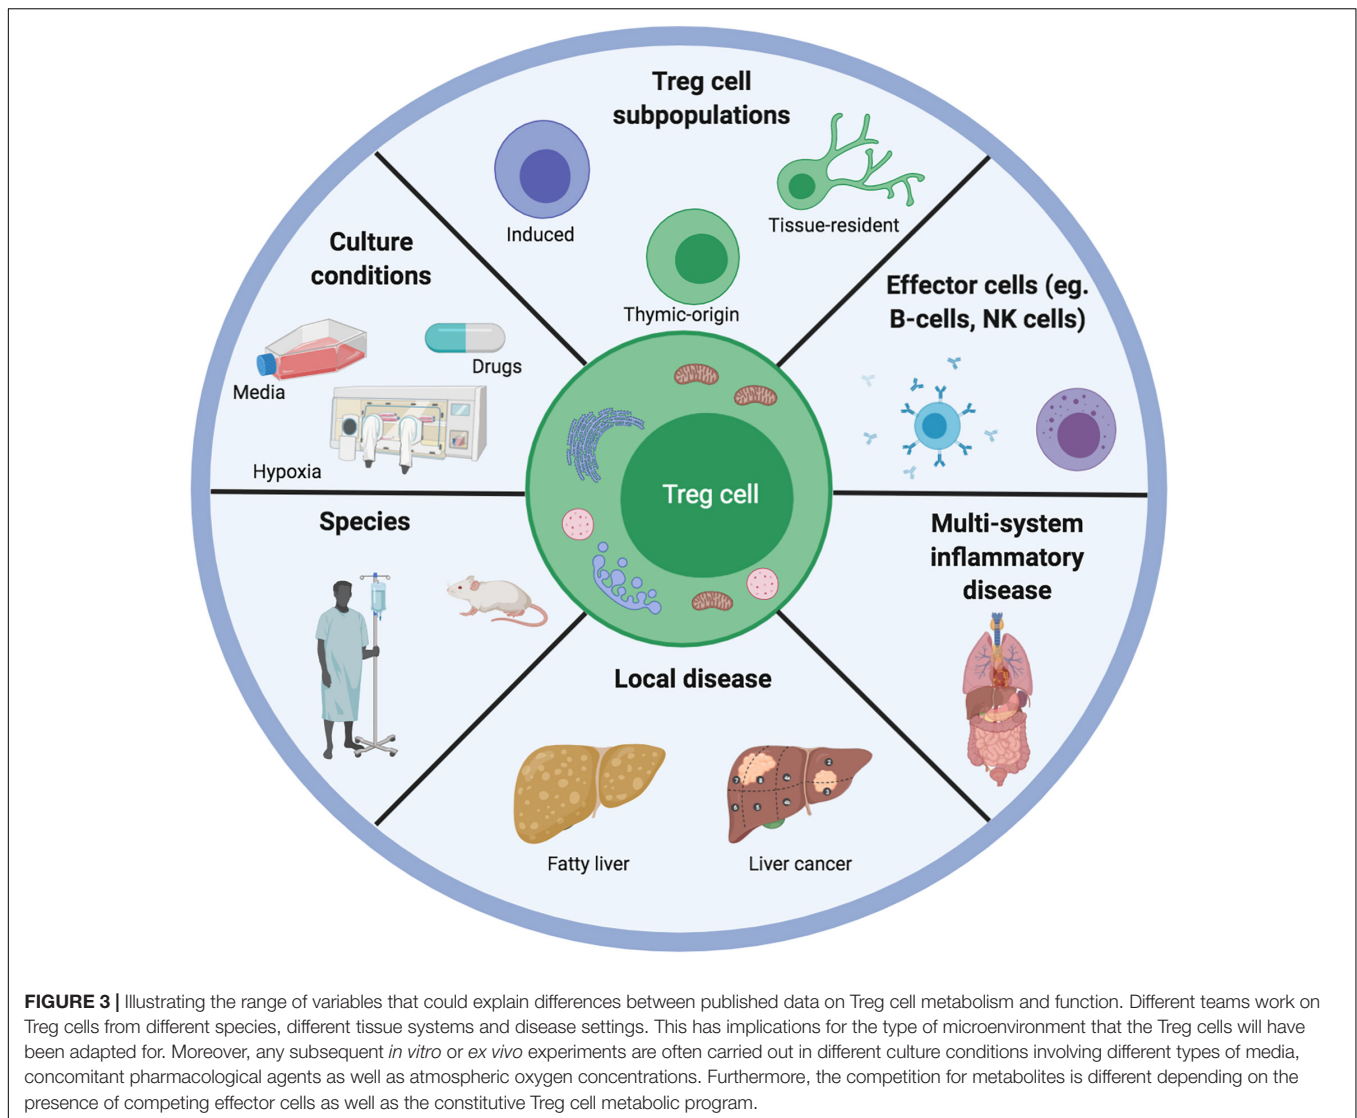 Treg cell
subpopulations
Induced
Tissue-resident
Thymic-origin
Culture
conditions
Media
Drugs
Hypoxia
Effector cells (eg.
B-cells, NK cells)
Treg cell
Species
Multi-system
inflammatory
disease
Local disease
Fatty liver
Liver cancer
FIGURE 3 | Illustrating the range of variables that could explain differences between published data on Treg cell metabolism and function. Different teams work on
Treg cells from different species, different tissue systems and disease settings. This has implications for the type of microenvironment that the Treg cells will have
been adapted for. Moreover, any subsequent in vitro or ex vivo experiments are often carried out in different culture conditions involving different types of media,
concomitant pharmacological agents as well as atmospheric oxygen concentrations. Furthermore, the competition for metabolites is different depending on the
presence of competing effector cells as well as the constitutive Treg cell metabolic program.